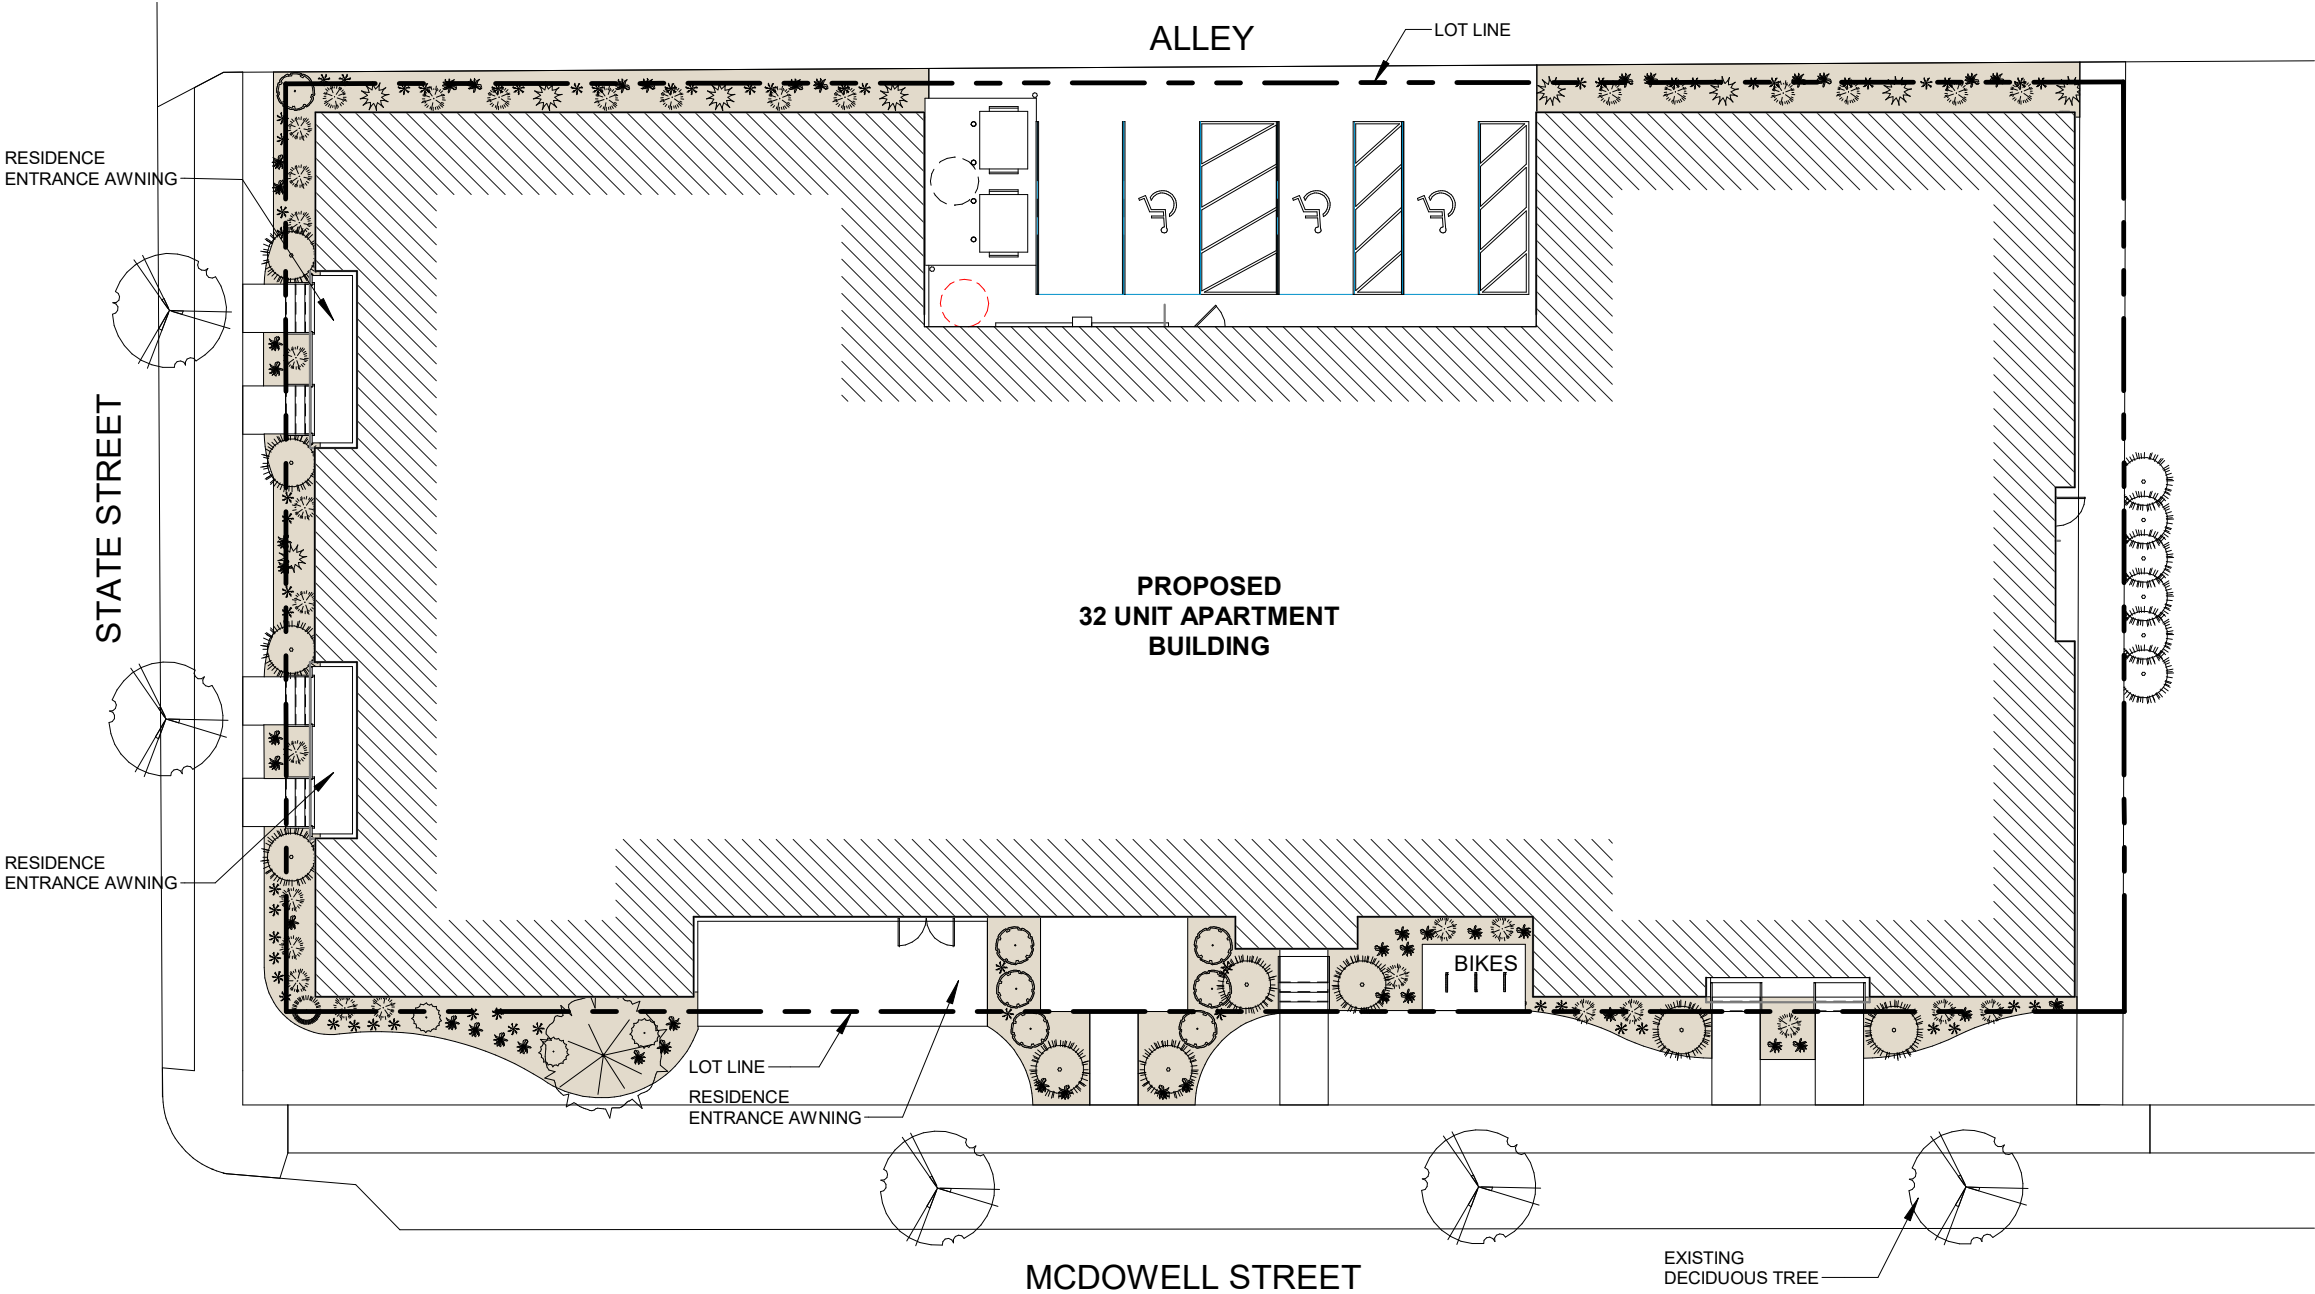 ALLEY
LOT LINE
RESIDENCE
ENTRANCE AWNING
STATE STREET
PROPOSED
32 UNIT APARTMENT
BUILDING
RESIDENCE
ENTRANCE AWNING
BIKES
LOT LINE
RESIDENCE
ENTRANCE AWNING
MCDOWELL STREET
EXISTING
DECIDUOUS TREE